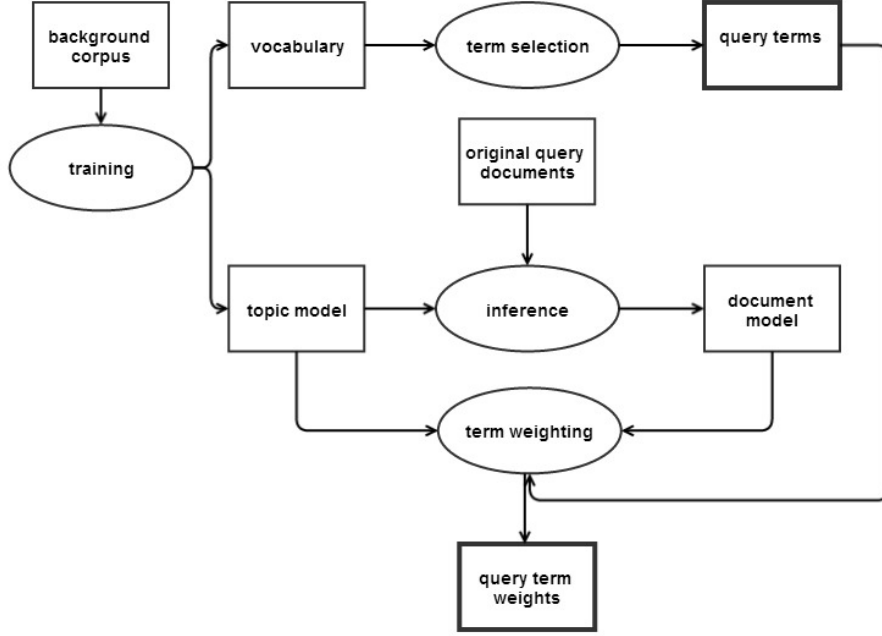 background
corpus
vocabulary
term selection
query terms
training
original query
documents
topic model
inference
document
model
term weighting
query term
weights